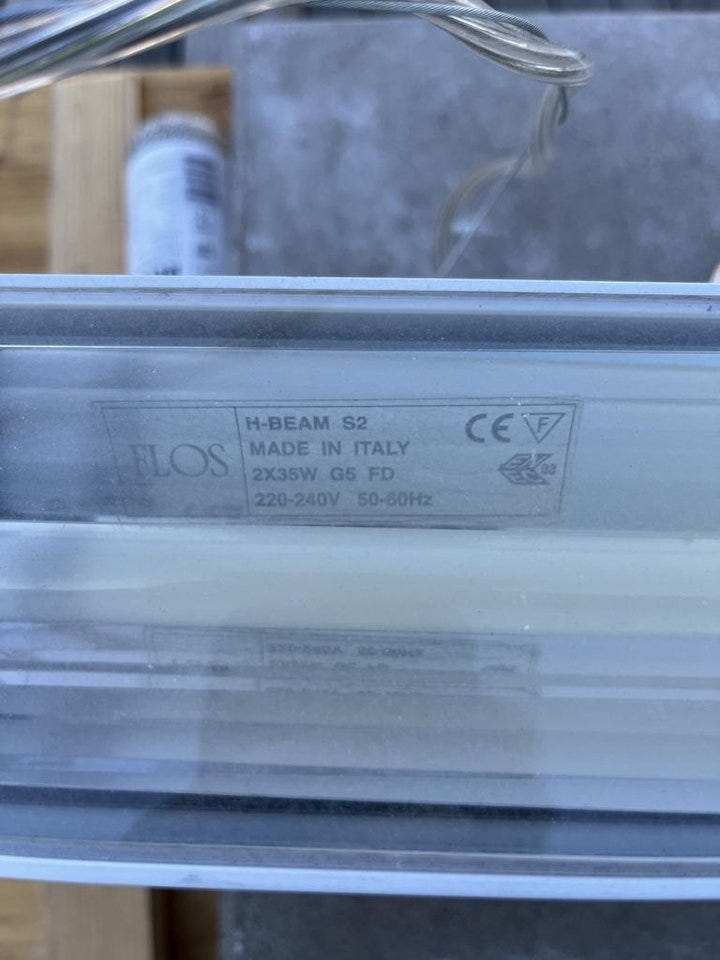 FLOS
H-BEAM S2
MADE IN ITALY
2X35W G5 FD
220-240V 50-60Hz
CE F
03